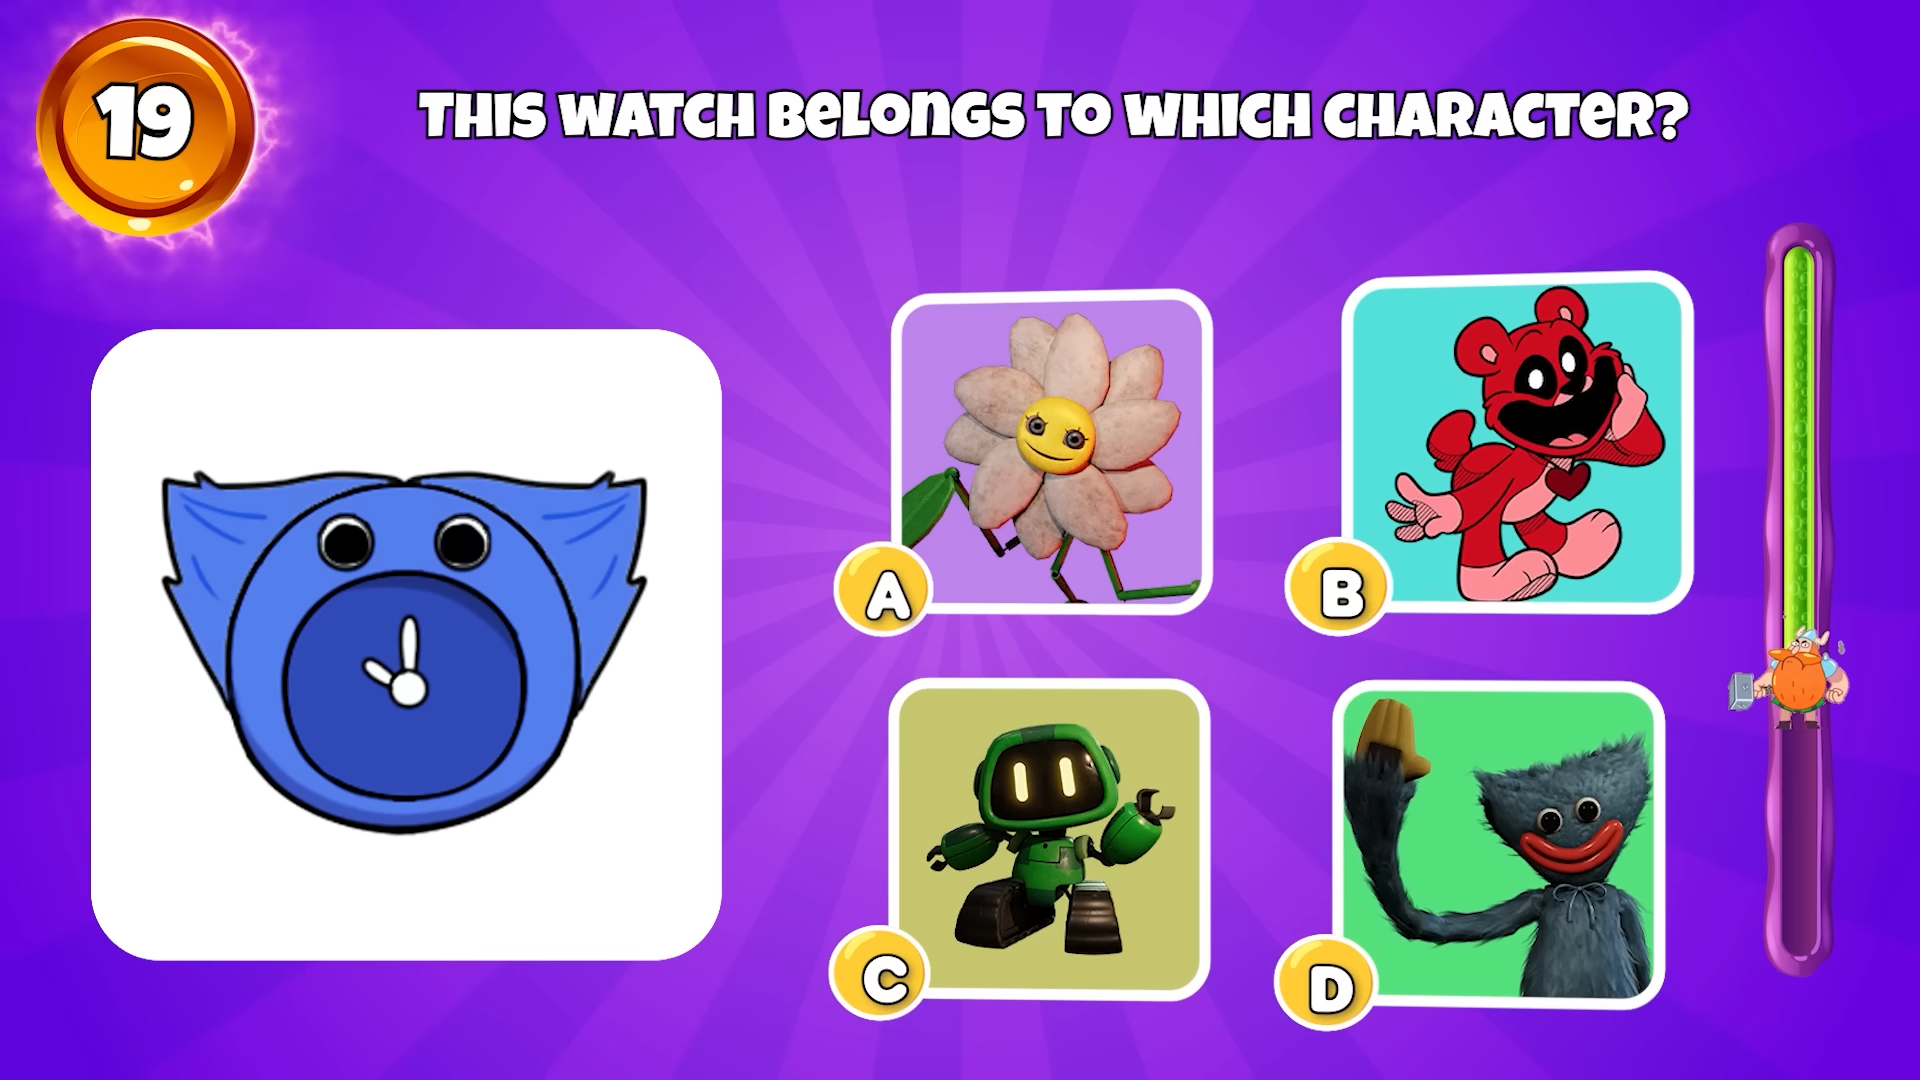 19
THIS WATCH BELONGS TO WHICH CHARACTER?
A
B
C
D